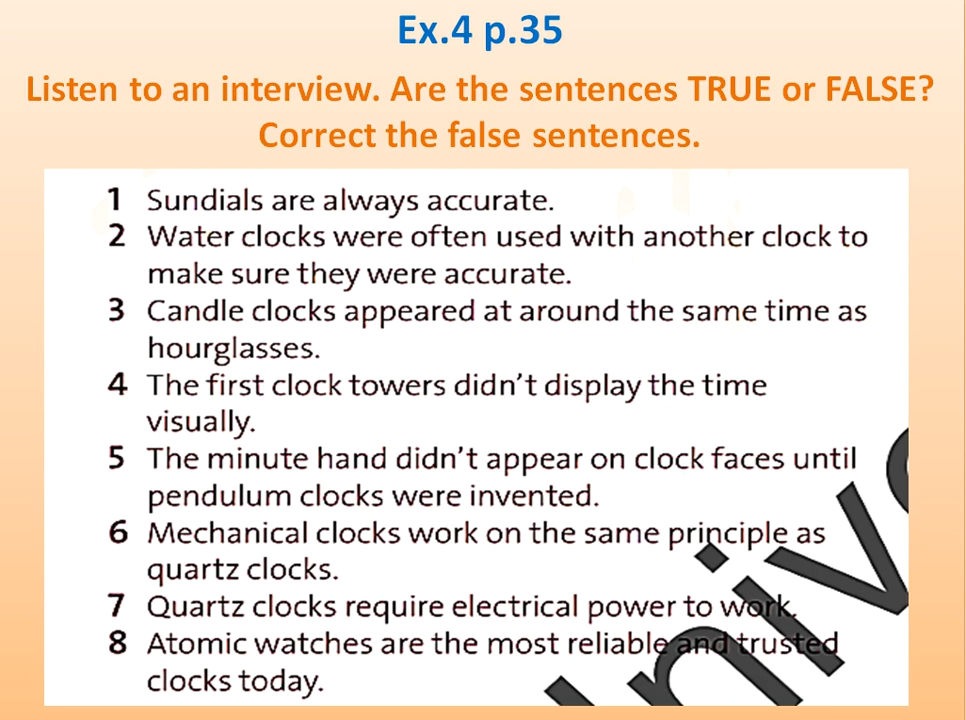 Ex.4 p.35
Listen to an interview. Are the sentences TRUE or FALSE?
Correct the false sentences.
1 Sundials are always accurate.
2 Water clocks were often used with another clock to
make sure they were accurate.
3 Candle clocks appeared at around the same time as
hourglasses.
4 The first clock towers didn't display the time
visually.
5 The minute hand didn't appear on clock faces until
pendulum clocks were invented.
6 Mechanical clocks work on the same principle as
quartz clocks.
7 Quartz clocks require electrical power to work.
8 Atomic watches are the most reliable and trusted
clocks today.